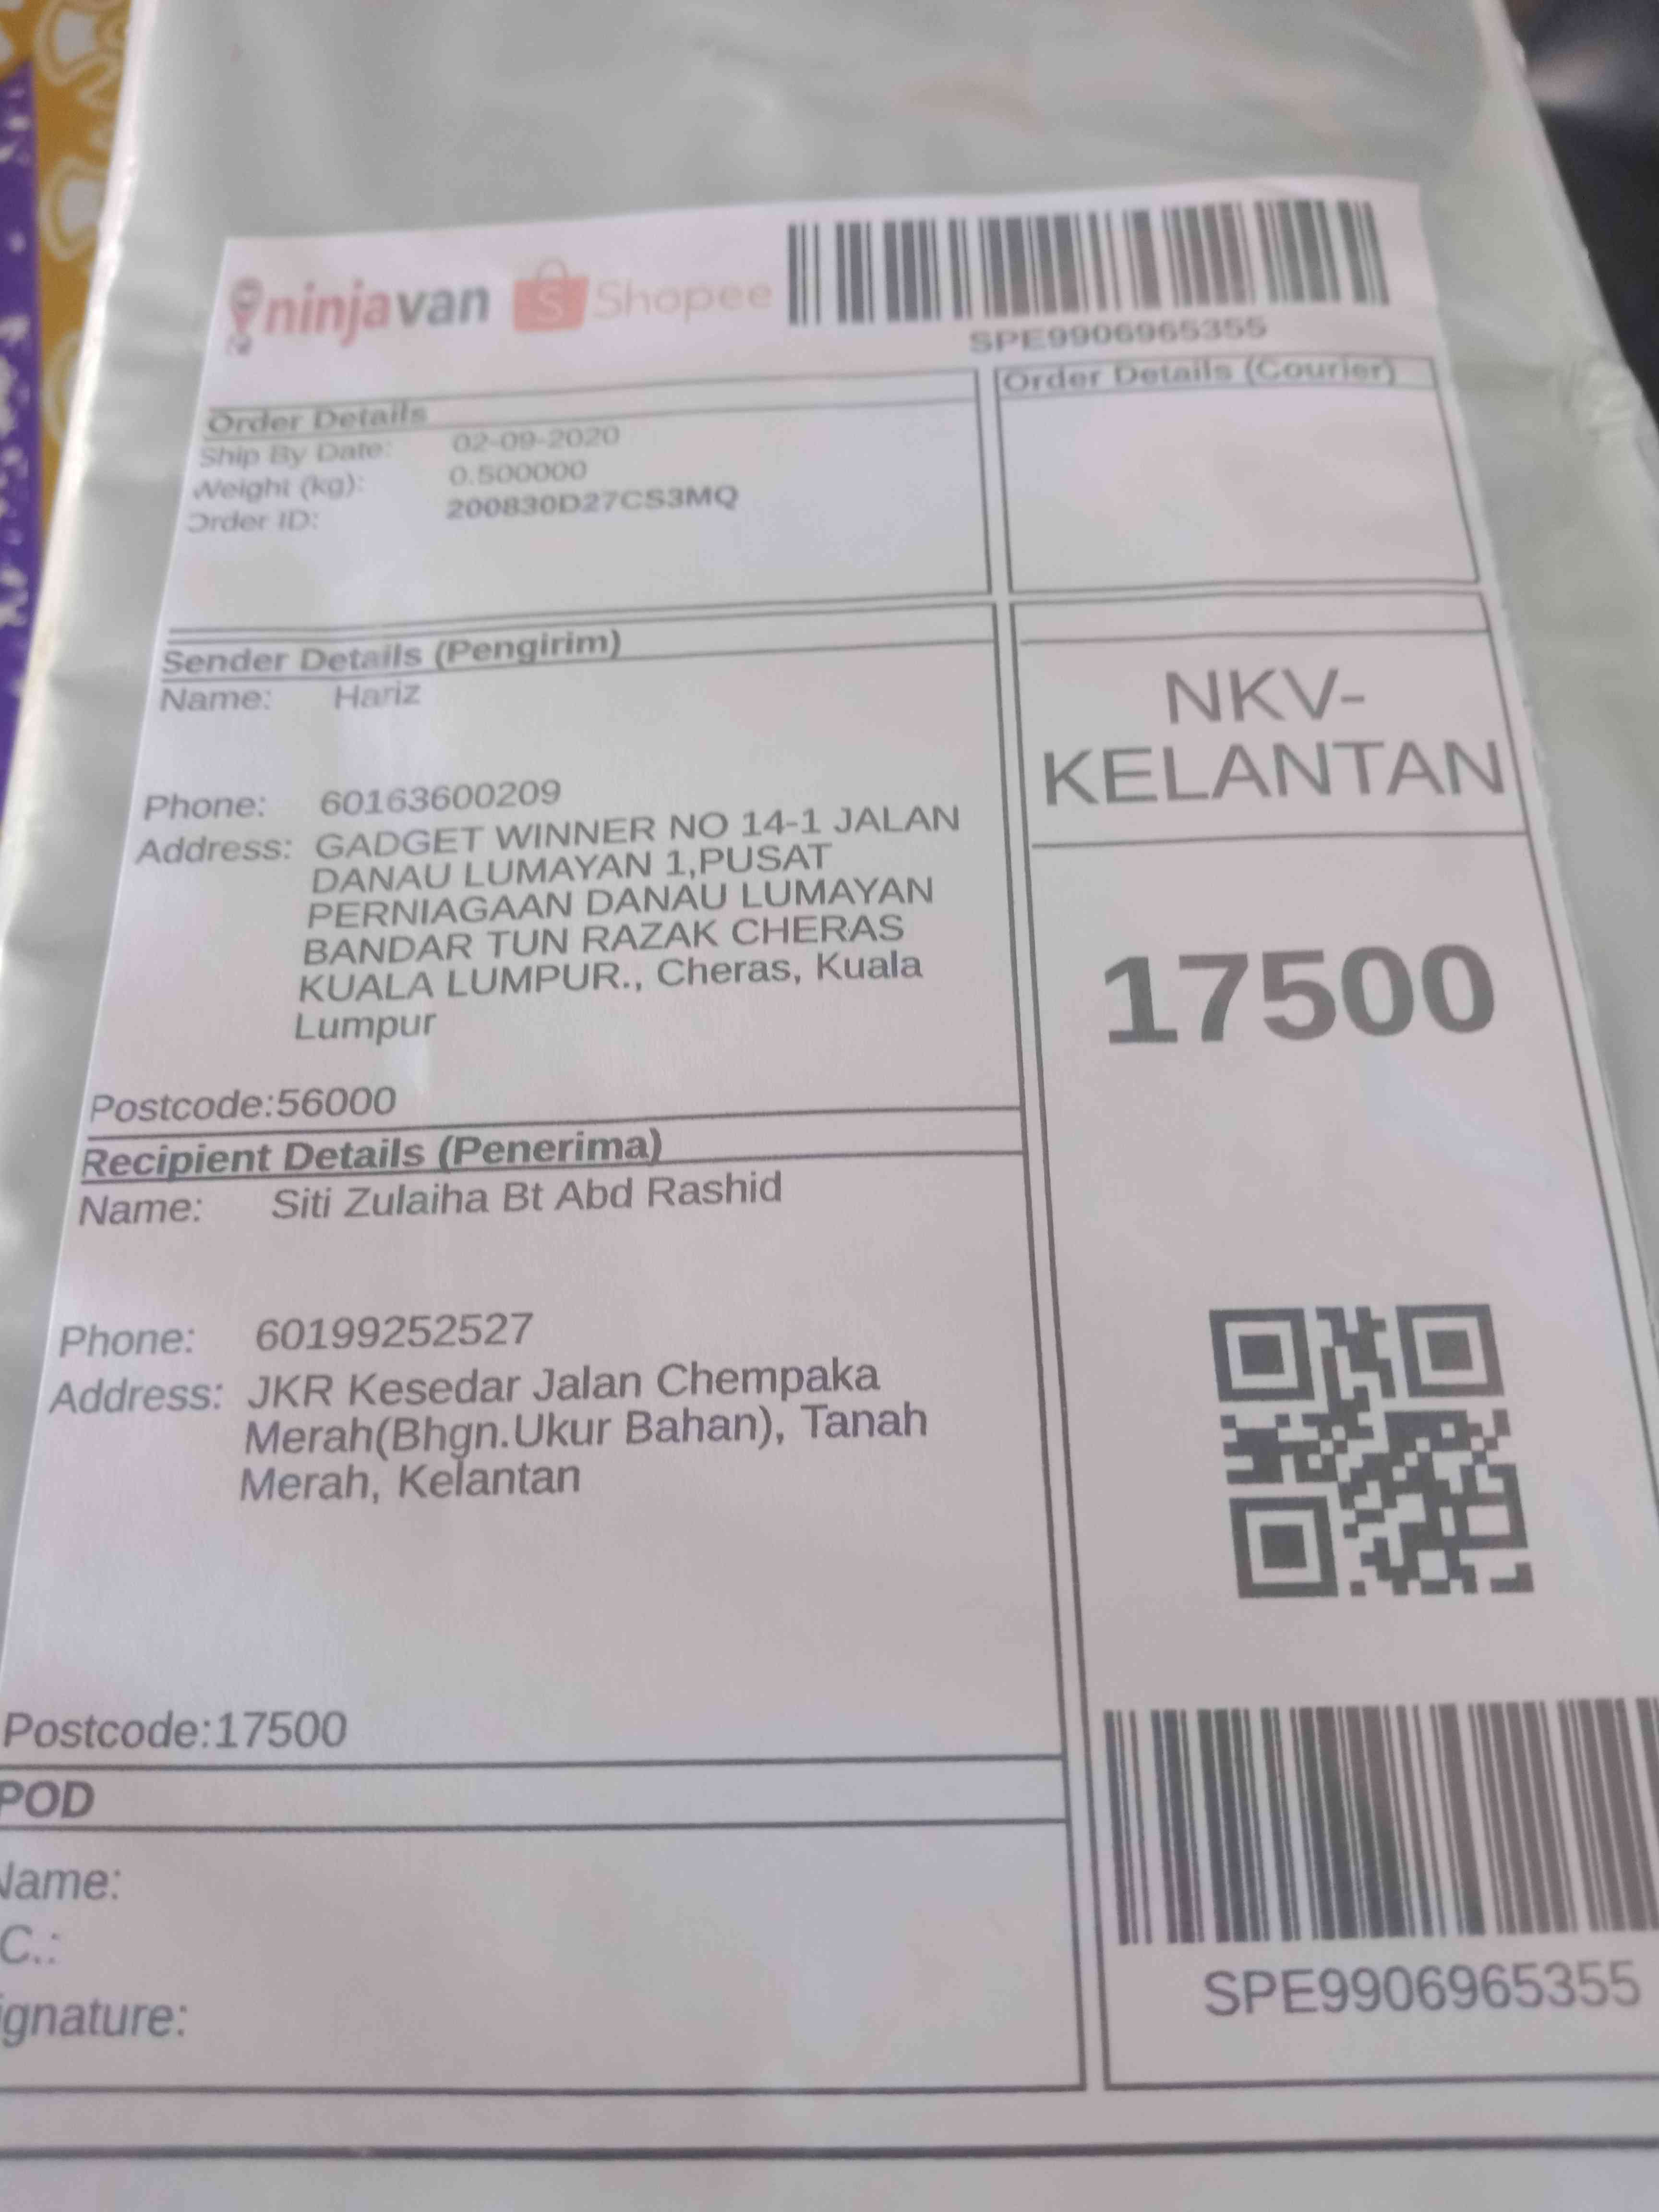 ninjavan Shopee
SPE9906965355
Order Details
Ship By Date: 02-09-2020
Weight (kg): 0.500000
Order ID: 200830D27CS3MQ
Order Details (Courier)
Sender Details (Pengirim)
Name: Hariz
Phone: 60163600209
Address: GADGET WINNER NO 14-1 JALAN
DANAU LUMAYAN 1,PUSAT
PERNIAGAAN DANAU LUMAYAN
BANDAR TUN RAZAK CHERAS
KUALA LUMPUR., Cheras, Kuala
Lumpur
Postcode:56000
NKV-
KELANTAN
17500
Recipient Details (Penerima)
Name: Siti Zulaiha Bt Abd Rashid
Phone: 60199252527
Address: JKR Kesedar Jalan Chempaka
Merah(Bhgn.Ukur Bahan), Tanah
Merah, Kelantan
Postcode:17500
POD
Name:
C.:
ignature:
SPE9906965355